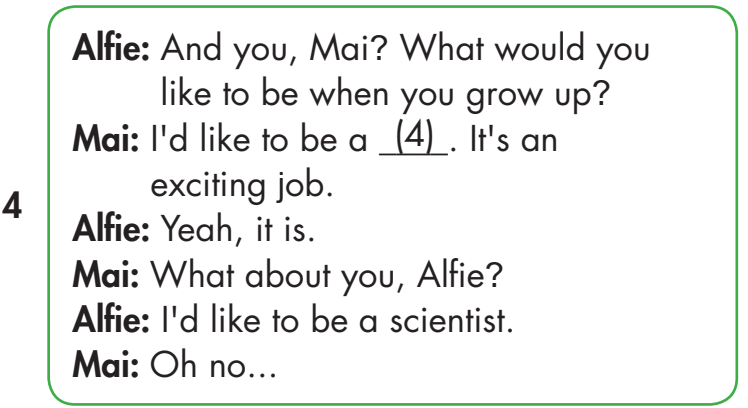 Alfie: And you, Mai? What would you
like to be when you grow up?
Mai: I'd like to be a (4). It's an
exciting job.
4
Alfie: Yeah, it is.
Mai: What about you, Alfie?
Alfie: I'd like to be a scientist.
Mai: Oh no...